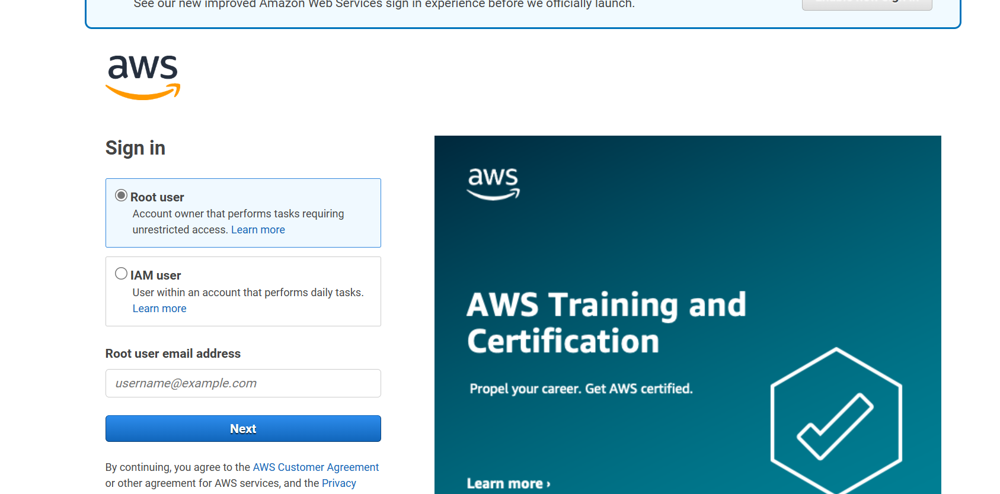 See our new improved Amazon Web Services sign in experience before we officially launch.
aws
Sign in
Root user
Account owner that performs tasks requiring
unrestricted access. Learn more
IAM user
User within an account that performs daily tasks.
Learn more
Root user email address
username@example.com
Next
By continuing, you agree to the AWS Customer Agreement
or other agreement for AWS services, and the Privacy
aws
AWS Training and
Certification
Propel your career. Get AWS certified.
Learn more ›